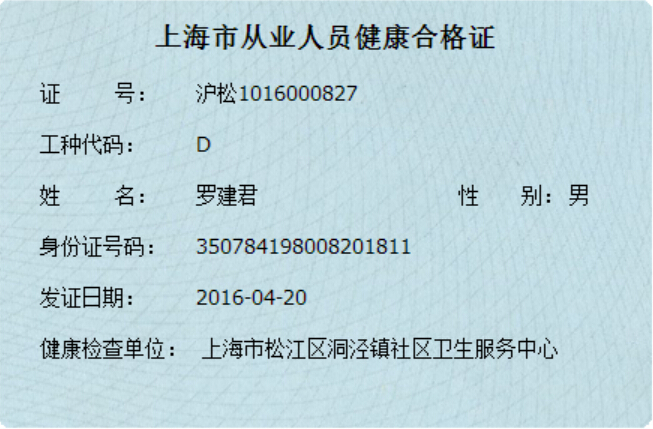 上海市从业人员健康合格证
证 号： 沪松1016000827
工种代码： D
姓 名： 罗建君 性 别：男
身份证号码： 350784198008201811
发证日期： 2016-04-20
健康检查单位： 上海市松江区洞泾镇社区卫生服务中心